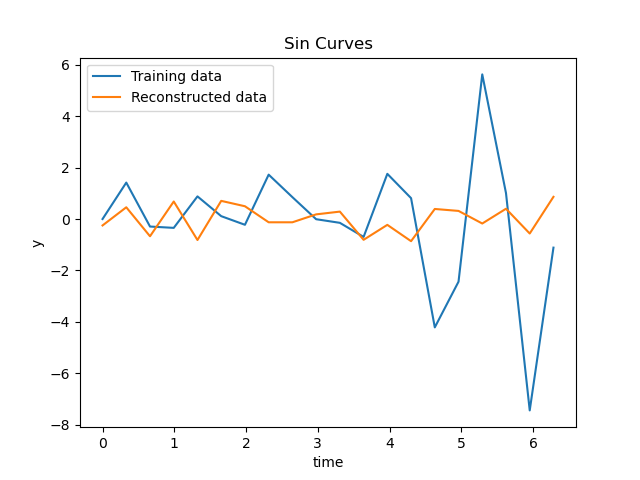 Sin Curves
Training data
Reconstructed data
6
4
2
0
−2
−4
−6
−8
y
0 1 2 3 4 5 6
time